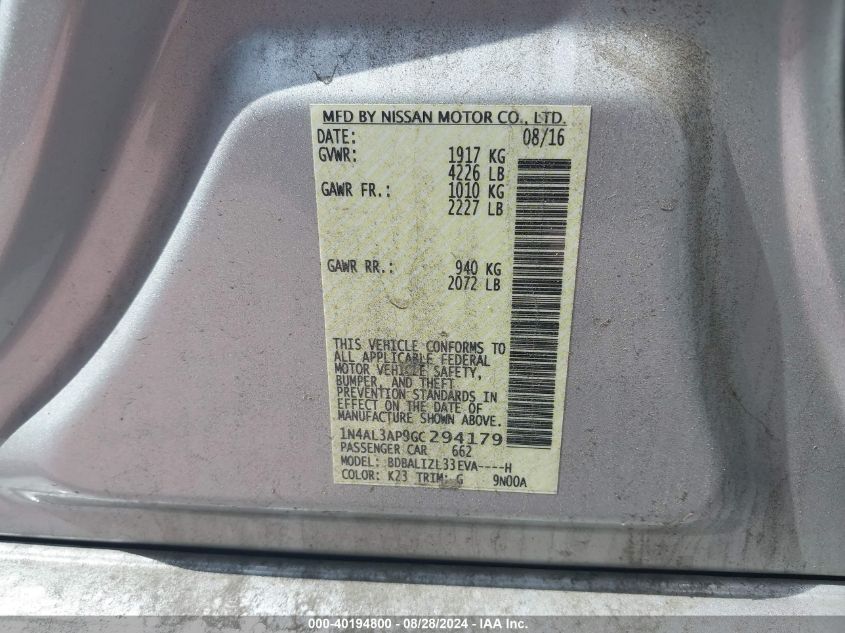 MFD BY NISSAN MOTOR CO., LTD.
DATE: 08/16
GVWR: 1917 KG
4226 LB
GAWR FR.: 1010 KG
2227 LB
GAWR RR.: 940 KG
2072 LB
THIS VEHICLE CONFORMS TO
ALL APPLICABLE FEDERAL
MOTOR VEHICLE SAFETY,
BUMPER, AND THEFT
PREVENTION STANDARDS IN
EFFECT ON THE DATE OF
MANUFACTURE SHOWN ABOVE.
1N4AL3AP9GC294179
PASSENGER CAR 662
MODEL: BDBALIZL33EVA----H
COLOR: K23 TRIM: G 9N00A
000-40194800 - 08/28/2024 - IAAI.COM